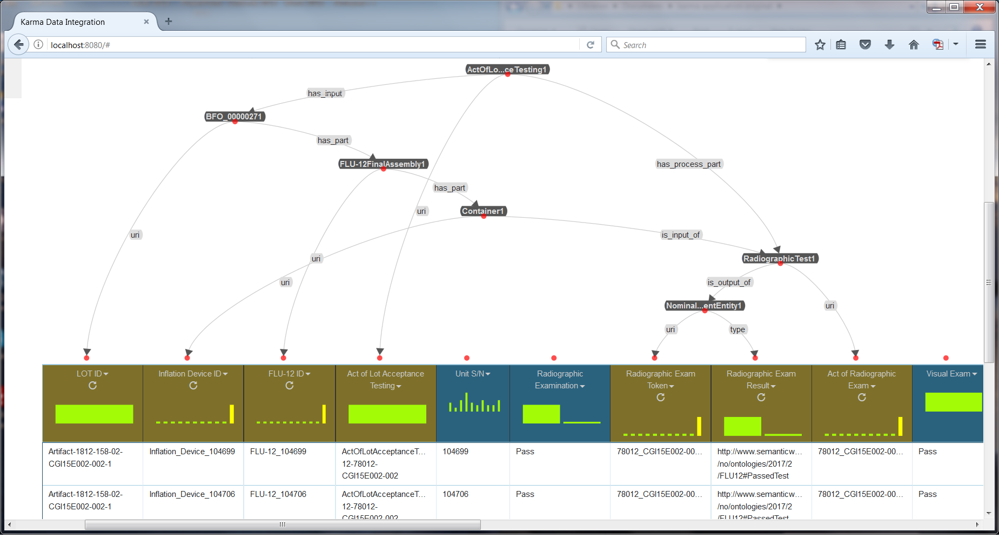 Karma Data Integration
localhost:8080/#
Search
ActOfLo...ceTesting1
has_input
BFO_00000271
has_part
FLU-12FinalAssembly1
has_process_part
has_part
uri
Container1
uri
is_input_of
uri
RadiographicTest1
uri
is_output_of
Nominal...entEntity1
uri
uri
type
LOT ID
Inflation Device ID
FLU-12 ID
Act of Lot Acceptance
Testing
Unit S/N
Radiographic
Examination
Radiographic Exam
Token
Radiographic Exam
Result
Act of Radiographic
Exam
Visual Exam
Artifact-1812-158-02-
CGI15E002-002-1
Inflation_Device_104699
FLU-12_104699
ActOfLotAcceptanceT...
12-78012-
CGI15E002-002
104699
Pass
78012_CGI15E002-00...
http://www.semanticw...
/no/ontologies/2017/2
/FLU12#PassedTest
78012_CGI15E002-00...
Pass
Artifact-1812-158-02-
CGI15E002-002-1
Inflation_Device_104706
FLU-12_104706
ActOfLotAcceptanceT...
12-78012-
CGI15E002-002
104706
Pass
78012_CGI15E002-00...
http://www.semanticw...
/no/ontologies/2017/2
/FLU12#PassedTest
78012_CGI15E002-00...
Pass